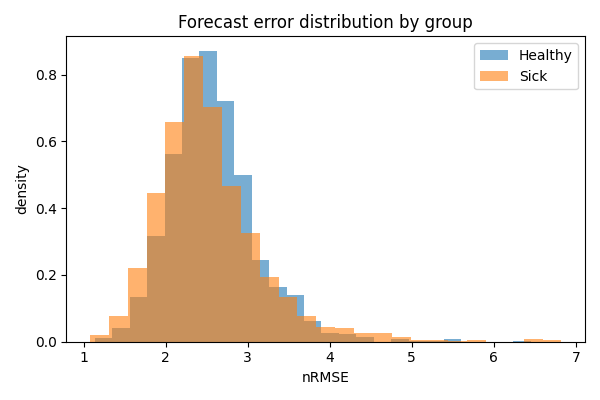 Forecast error distribution by group
Healthy
Sick
density
0.8
0.6
0.4
0.2
0.0
1 2 3 4 5 6 7
nRMSE